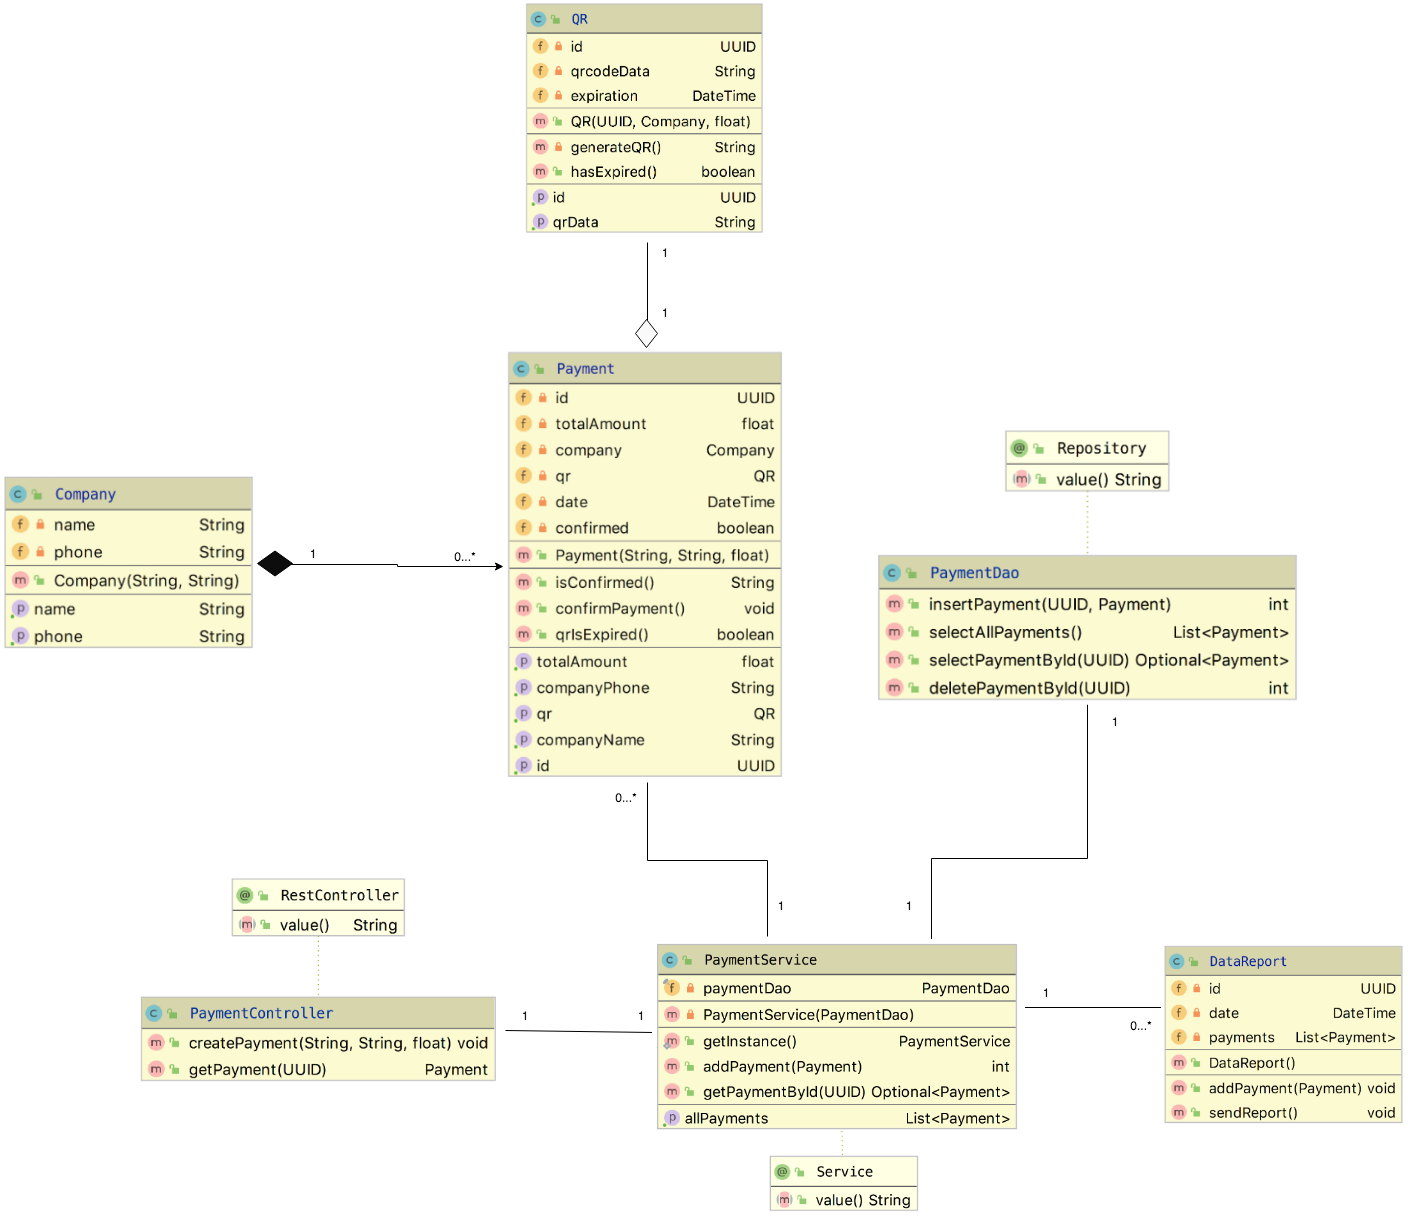 QR
id UUID
qrcodeData String
expiration DateTime
QR(UUID, Company, float)
generateQR() String
hasExpired() boolean
id UUID
qrData String
1
1
Payment
id UUID
totalAmount float
company Company
qr QR
date DateTime
confirmed boolean
Payment(String, String, float)
isConfirmed() String
confirmPayment() void
qrIsExpired() boolean
totalAmount float
companyPhone String
qr QR
companyName String
id UUID
Company
name String
phone String
Company(String, String)
name String
phone String
1
0...*
Repository
value() String
PaymentDao
insertPayment(UUID, Payment) int
selectAllPayments() List<Payment>
selectPaymentById(UUID) Optional<Payment>
deletePaymentById(UUID) int
1
0...*
1
1
RestController
value() String
PaymentController
createPayment(String, String, float) void
getPayment(UUID) Payment
1
1
PaymentService
paymentDao PaymentDao
PaymentService(PaymentDao)
getInstance() PaymentService
addPayment(Payment) int
getPaymentById(UUID) Optional<Payment>
allPayments List<Payment>
1
0...*
DataReport
id UUID
date DateTime
payments List<Payment>
DataReport()
addPayment(Payment) void
sendReport() void
Service
value() String